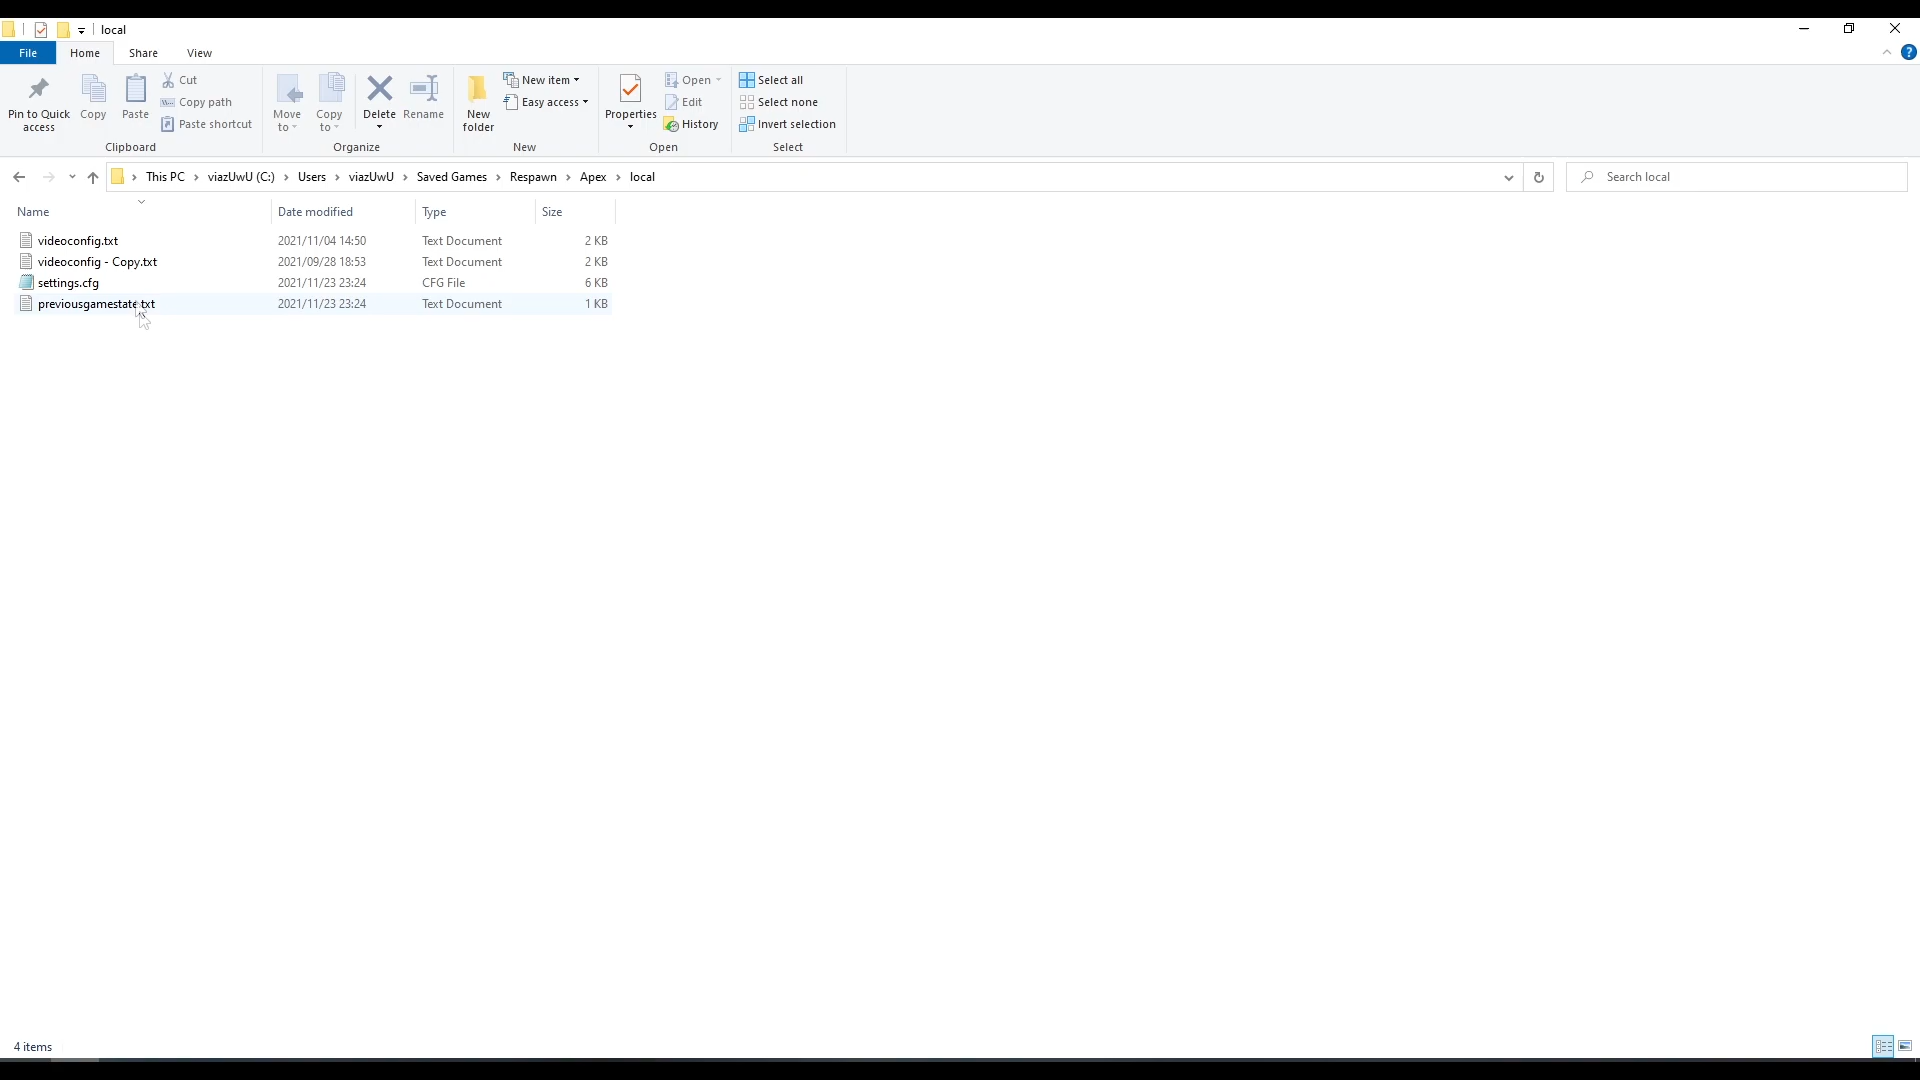 local
File Home Share View
Pin to Quick access
Copy
Paste
Cut
Copy path
Paste shortcut
Clipboard
Move to
Copy to
Delete
Rename
Organize
New folder
New item
Easy access
New
Properties
Open
Edit
History
Open
Select all
Select none
Invert selection
Select
This PC › viazUwU (C:) › Users › viazUwU › Saved Games › Respawn › Apex › local
Search local
Name Date modified Type Size
videoconfig.txt 2021/11/04 14:50 Text Document 2 KB
videoconfig - Copy.txt 2021/09/28 18:53 Text Document 2 KB
settings.cfg 2021/11/23 23:24 CFG File 6 KB
previousgamestate.txt 2021/11/23 23:24 Text Document 1 KB
4 items